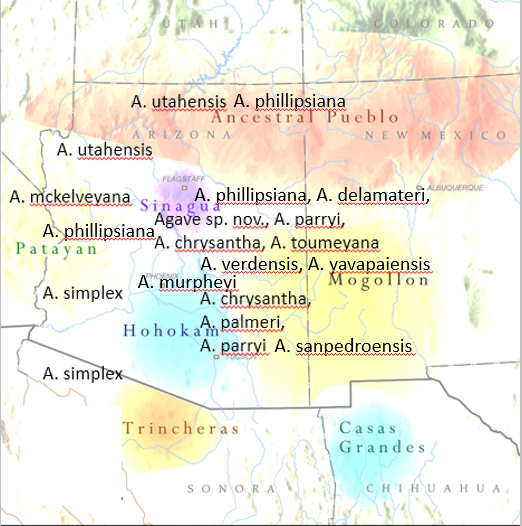 UTAH
COLORADO
A. utahensis A. phillipsiana
Ancestral Pueblo
ARIZONA
NEW MEXICO
A. utahensis
FLAGSTAFF
ALBUQUERQUE
A. mckelveyana
A. phillipsiana, A. delamateri,
Sinagua
Agave sp. nov., A. parryi,
A. phillipsiana
Patayan
A. chrysantha, A. toumeyana
A. verdensis, A. yavapaiensis
PHOENIX
A. murpheyi
Mogollon
A. simplex
A. chrysantha,
A. palmeri,
Hohokam
A. parryi A. sanpedroensis
TUCSON
A. simplex
Trincheras
Casas
Grandes
SONORA
CHIHUAHUA